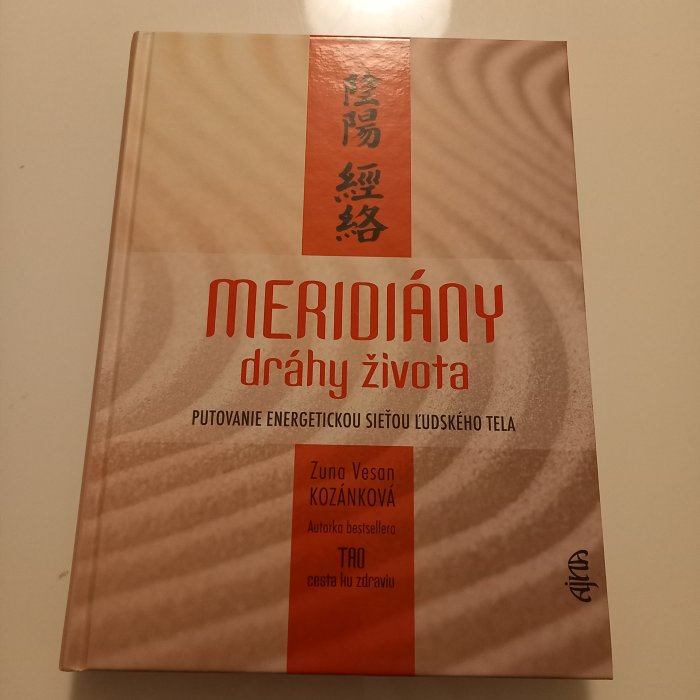 陰陽
經絡
MERIDIÁNY
dráhy života
PUTOVANIE ENERGETICKOU SIEŤOU ĽUDSKÉHO TELA
Zuna Vesan
KOZÁNKOVÁ
Autorka bestsellera
TAO
cesta ku zdraviu
Ajna